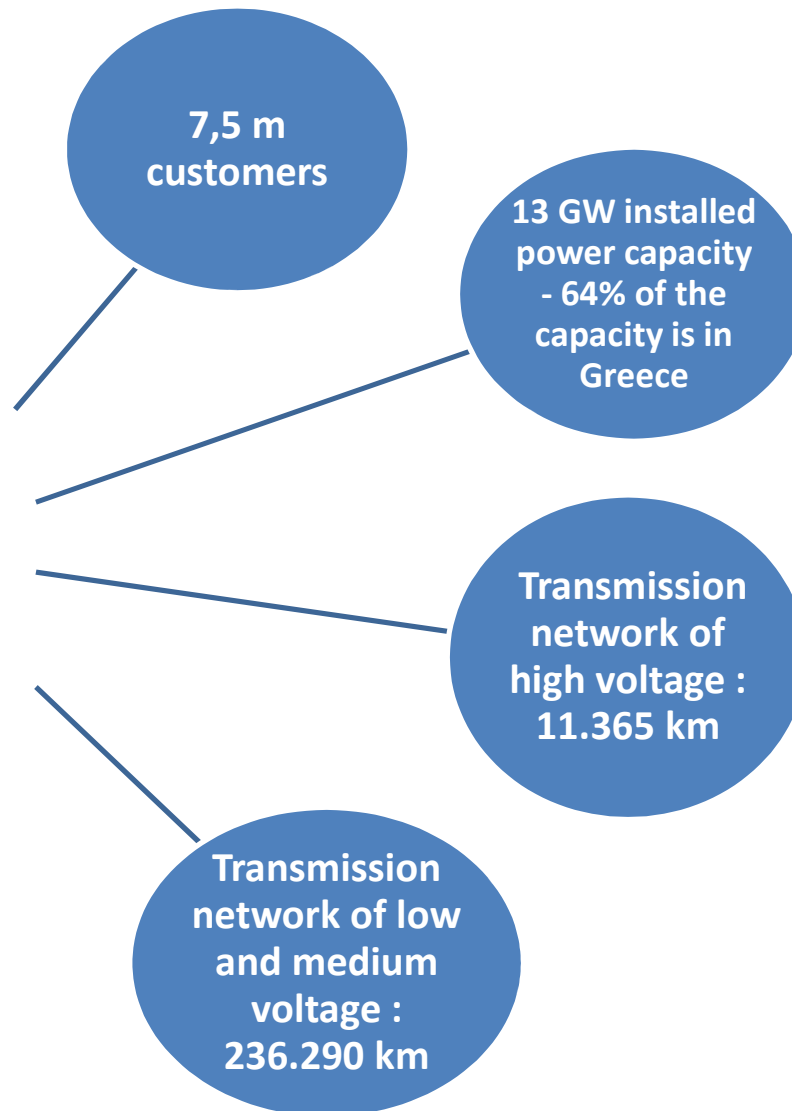 7,5 m
customers
13 GW installed
power capacity
- 64% of the
capacity is in
Greece
Transmission
network of
high voltage :
11.365 km
Transmission
network of low
and medium
voltage :
236.290 km